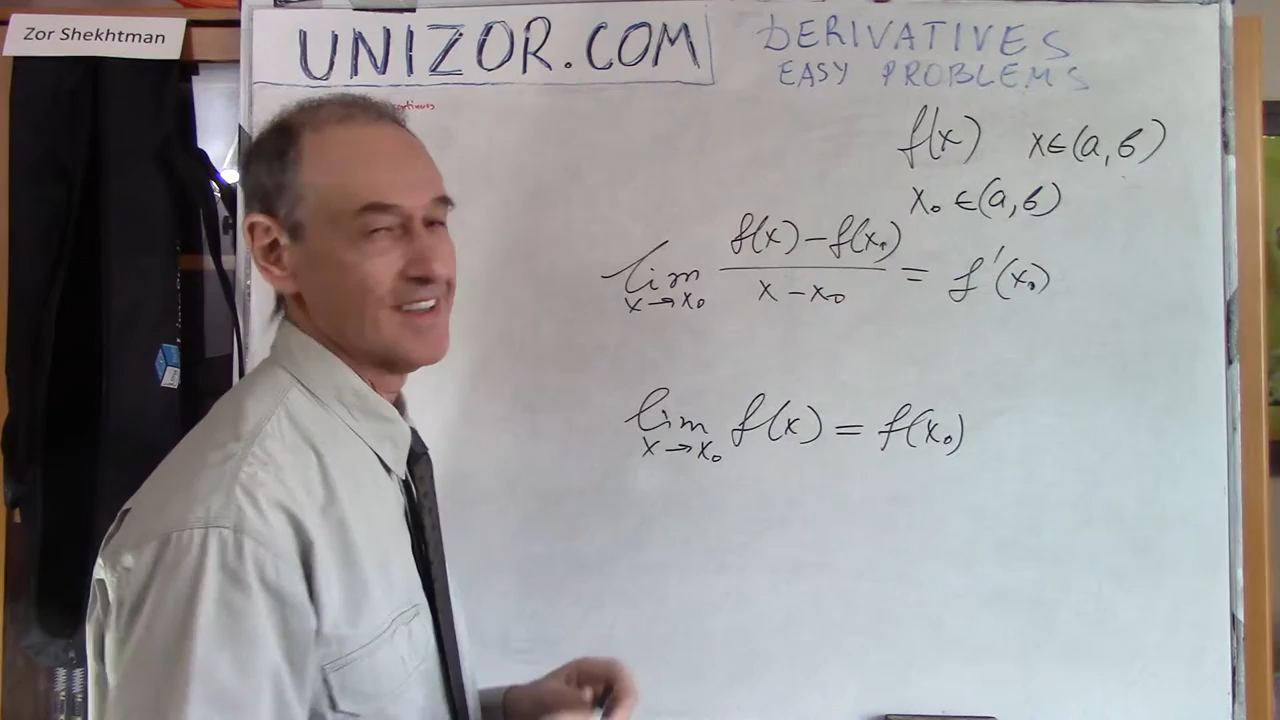 Zor Shekhtman
UNIZOR.COM
DERIVATIVES
EASY PROBLEMS
f(x) x∈(a,b)
x₀∈(a,b)
lim x→x₀ (f(x)−f(x₀))/(x−x₀) = f′(x₀)
lim x→x₀ f(x) = f(x₀)